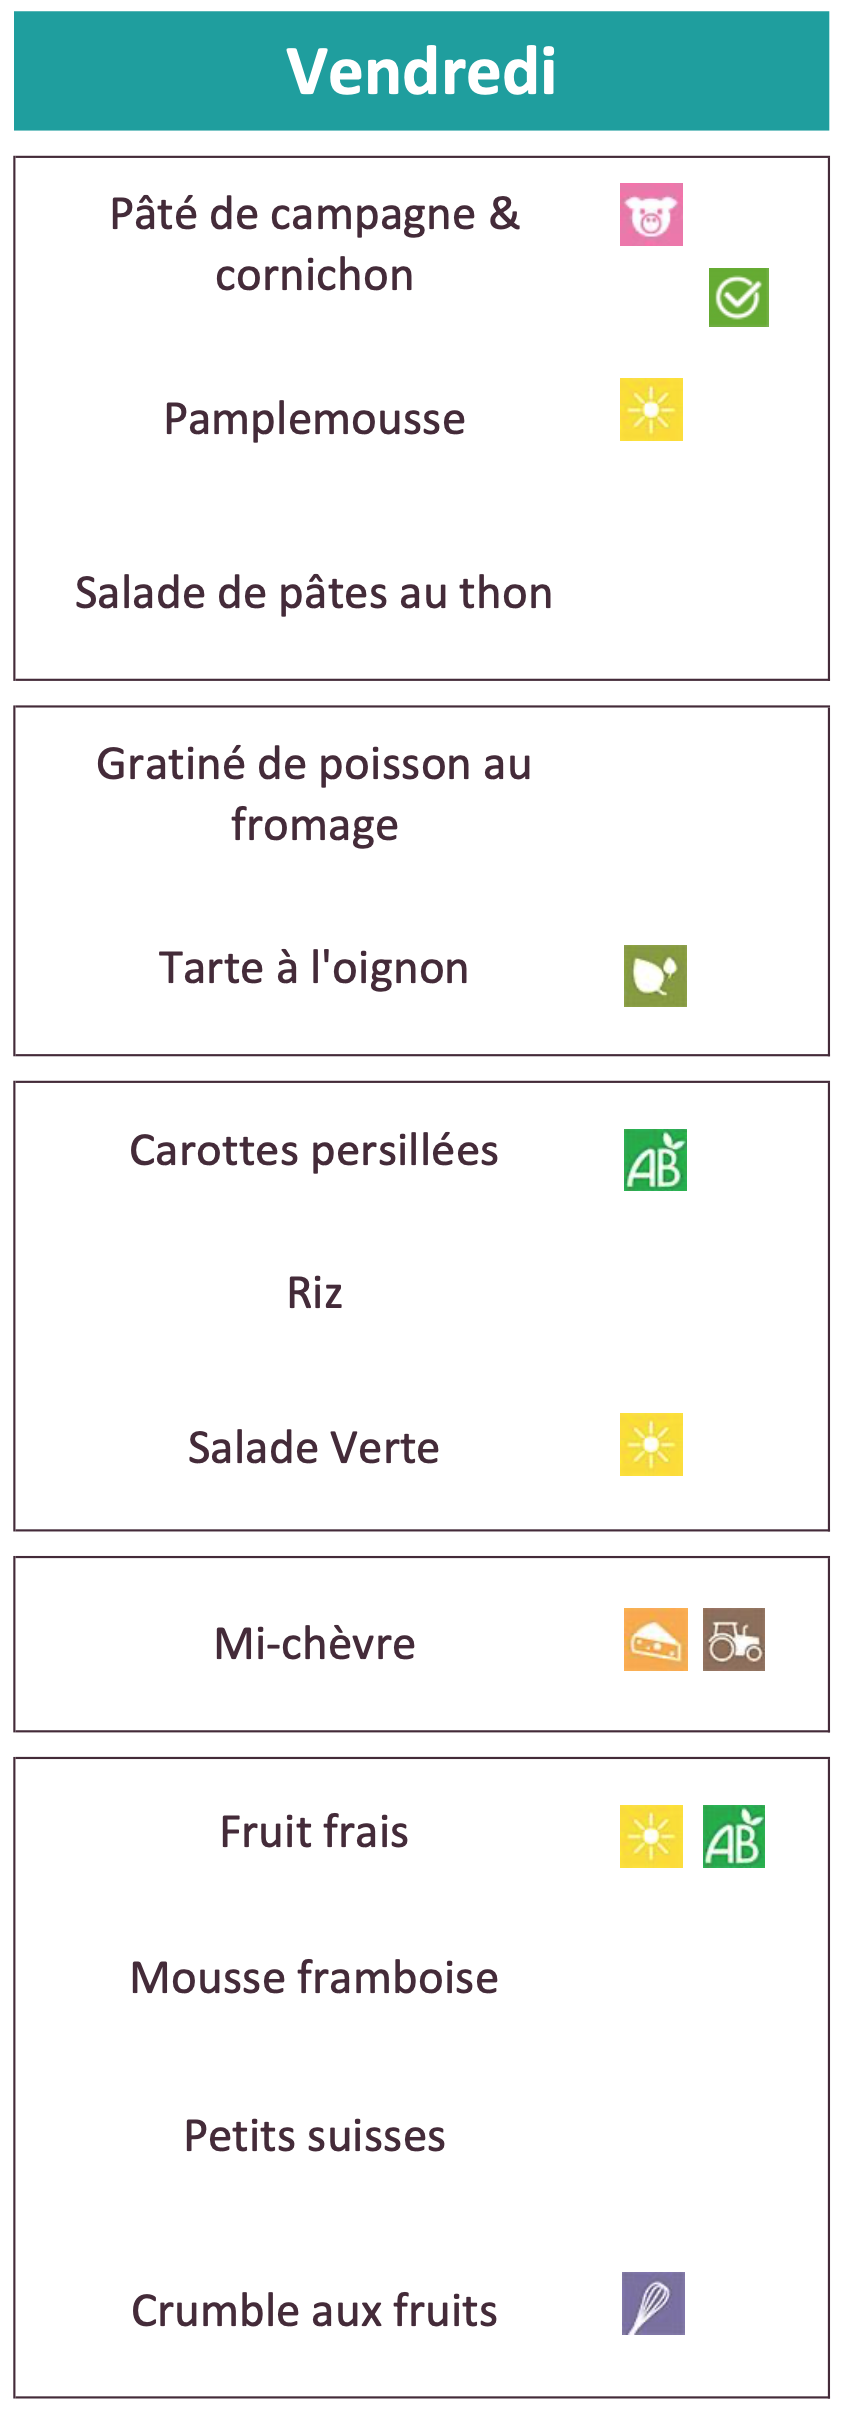 Vendredi
Pâté de campagne &
cornichon
Pamplemousse
Salade de pâtes au thon
Gratiné de poisson au
fromage
Tarte à l'oignon
Carottes persillées
AB
Riz
Salade Verte
Mi-chèvre
Fruit frais
AB
Mousse framboise
Petits suisses
Crumble aux fruits